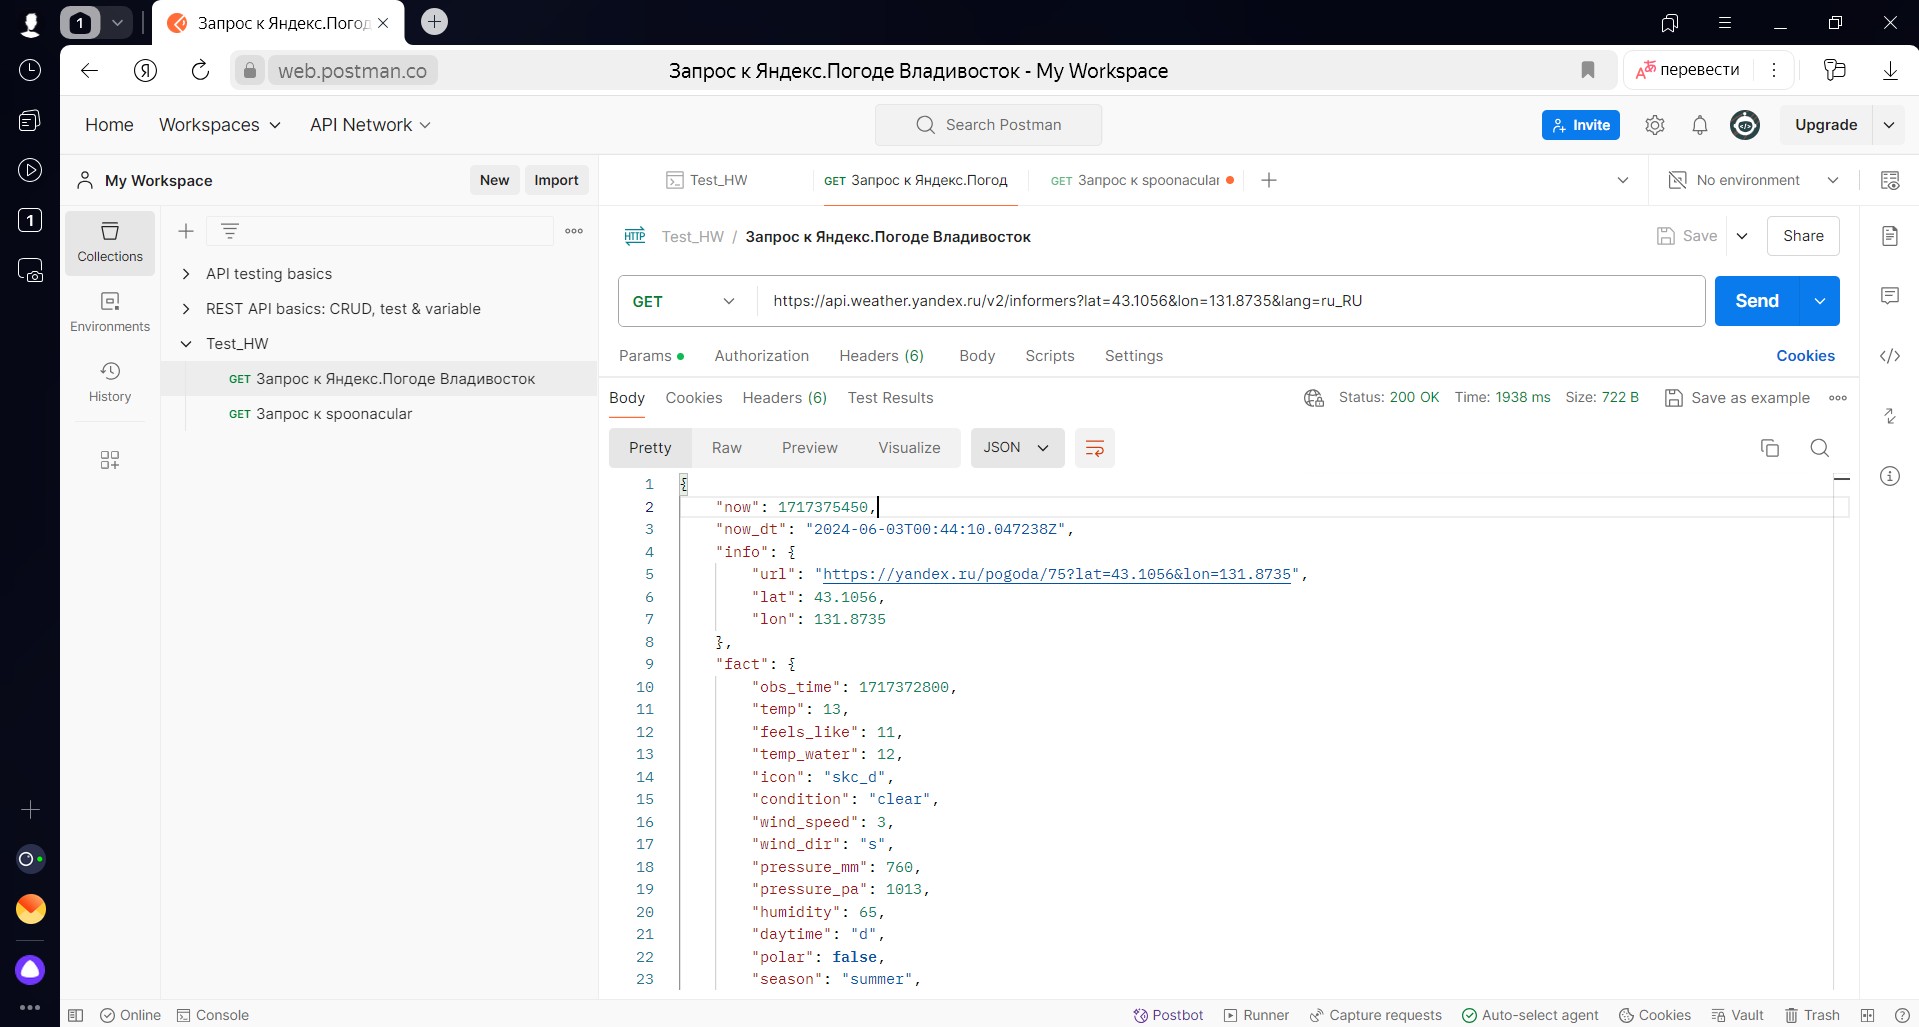 1
Запрос к Яндекс.Погод
web.postman.co
Запрос к Яндекс.Погоде Владивосток - My Workspace
перевести
Home
Workspaces
API Network
Search Postman
Invite
Upgrade
My Workspace
New
Import
Test_HW
GET Запрос к Яндекс.Погод
GET Запрос к spoonacular
No environment
1
Collections
Environments
History
API testing basics
REST API basics: CRUD, test & variable
Test_HW
GET Запрос к Яндекс.Погоде Владивосток
GET Запрос к spoonacular
HTTP Test_HW / Запрос к Яндекс.Погоде Владивосток
Save
Share
GET
https://api.weather.yandex.ru/v2/informers?lat=43.1056&lon=131.8735&lang=ru_RU
Send
Params
Authorization
Headers (6)
Body
Scripts
Settings
Cookies
Body
Cookies
Headers (6)
Test Results
Status: 200 OK
Time: 1938 ms
Size: 722 B
Save as example
Pretty
Raw
Preview
Visualize
JSON
1 {
2 "now": 1717375450,
3 "now_dt": "2024-06-03T00:44:10.047238Z",
4 "info": {
5 "url": "https://yandex.ru/pogoda/75?lat=43.1056&lon=131.8735",
6 "lat": 43.1056,
7 "lon": 131.8735
8 },
9 "fact": {
10 "obs_time": 1717372800,
11 "temp": 13,
12 "feels_like": 11,
13 "temp_water": 12,
14 "icon": "skc_d",
15 "condition": "clear",
16 "wind_speed": 3,
17 "wind_dir": "s",
18 "pressure_mm": 760,
19 "pressure_pa": 1013,
20 "humidity": 65,
21 "daytime": "d",
22 "polar": false,
23 "season": "summer",
Online
Console
Postbot
Runner
Capture requests
Auto-select agent
Cookies
Vault
Trash